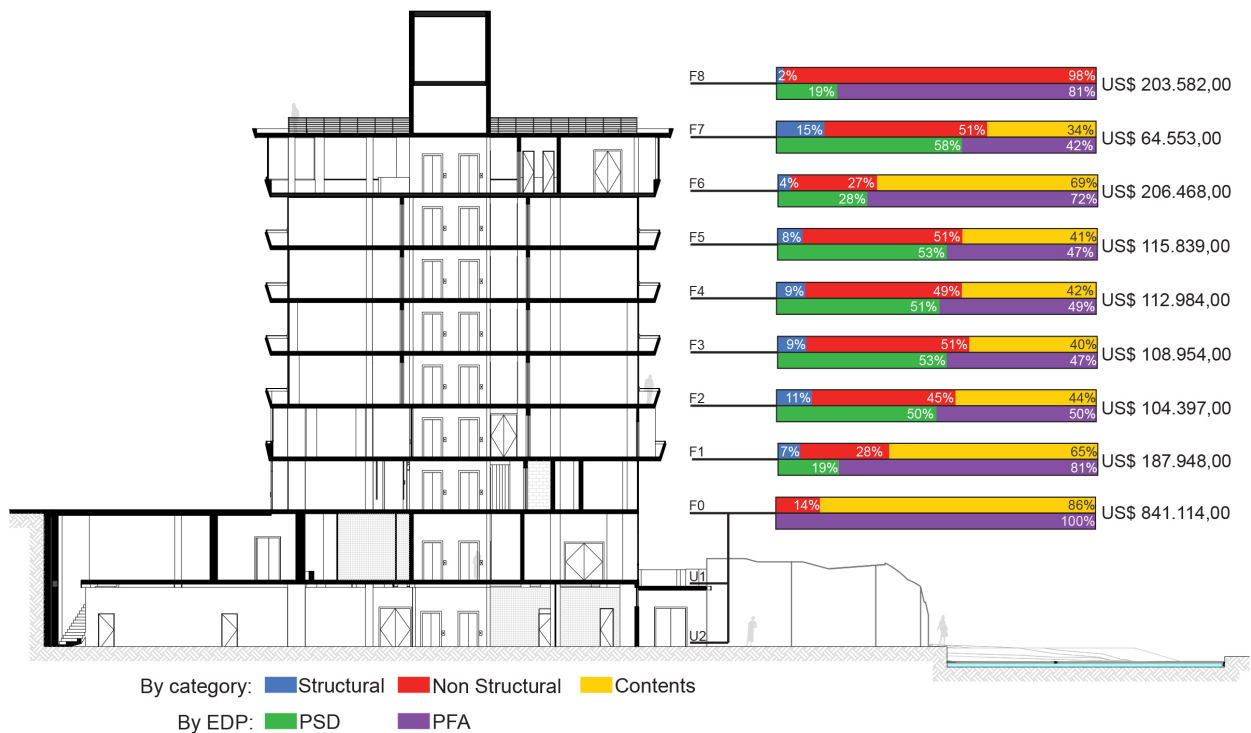 F8
2% 98%
19% 81%
US$ 203.582,00
F7
15% 51% 34%
58% 42%
US$ 64.553,00
F6
4% 27% 69%
28% 72%
US$ 206.468,00
F5
8% 51% 41%
53% 47%
US$ 115.839,00
F4
9% 49% 42%
51% 49%
US$ 112.984,00
F3
9% 51% 40%
53% 47%
US$ 108.954,00
F2
11% 45% 44%
50% 50%
US$ 104.397,00
F1
7% 28% 65%
19% 81%
US$ 187.948,00
F0
14% 86%
100%
US$ 841.114,00
U1
U2
By category: Structural Non Structural Contents
By EDP: PSD PFA